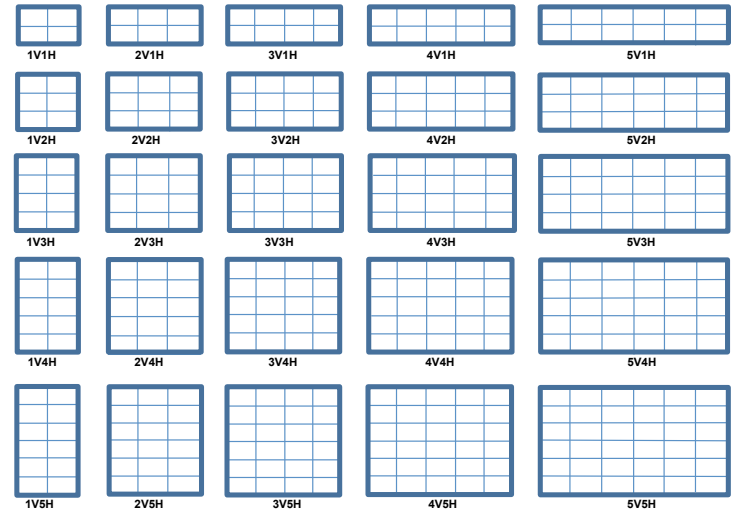 1V1H 2V1H 3V1H 4V1H 5V1H
1V2H 2V2H 3V2H 4V2H 5V2H
1V3H 2V3H 3V3H 4V3H 5V3H
1V4H 2V4H 3V4H 4V4H 5V4H
1V5H 2V5H 3V5H 4V5H 5V5H